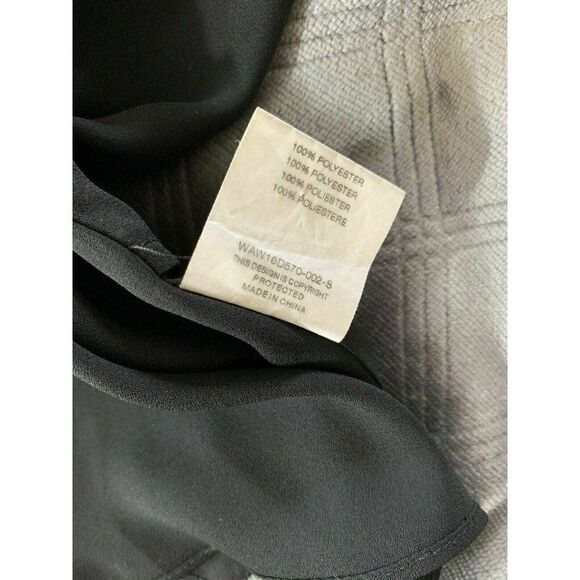 100% POLYESTER
100% POLYESTER
100% POLIESTER
100% POLIESTERE
WAW16D570-002-S
THIS DESIGN IS COPYRIGHT
PROTECTED
MADE IN CHINA